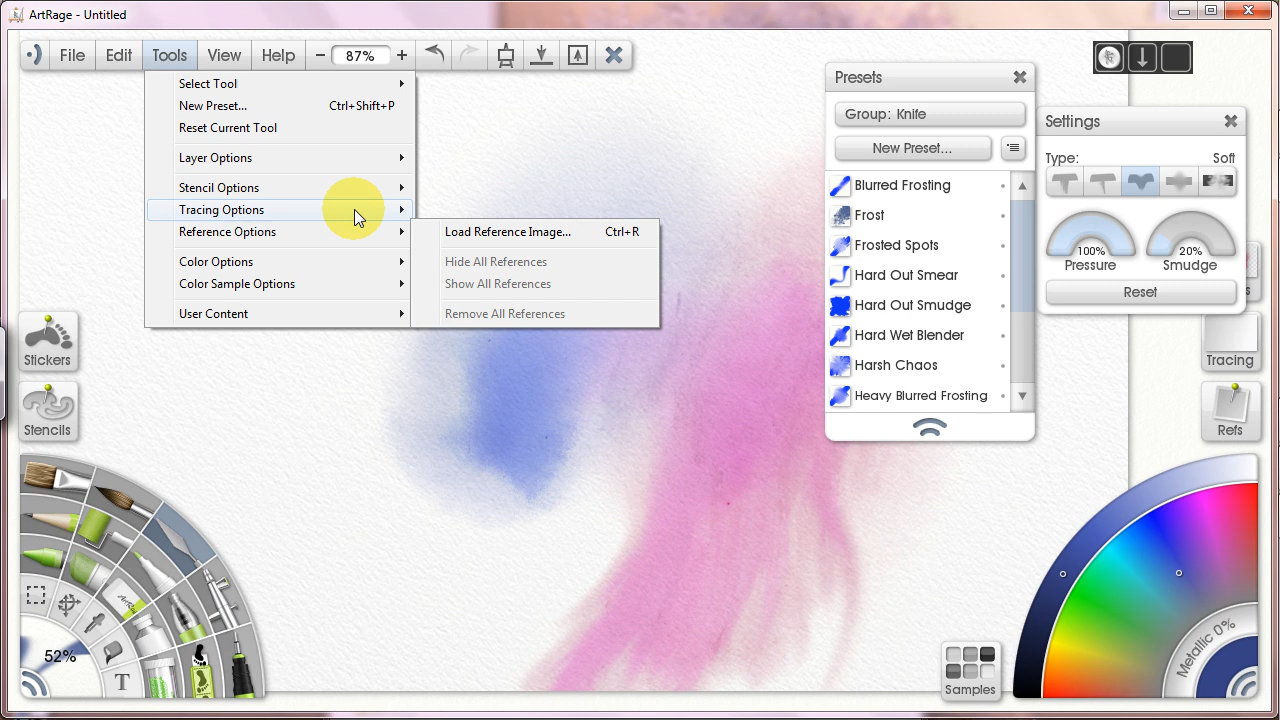 ArtRage - Untitled
File Edit Tools View Help 87%
Select Tool
New Preset... Ctrl+Shift+P
Reset Current Tool
Layer Options
Stencil Options
Tracing Options
Reference Options
Color Options
Color Sample Options
User Content
Load Reference Image... Ctrl+R
Hide All References
Show All References
Remove All References
Presets
Group: Knife
New Preset...
Blurred Frosting
Frost
Frosted Spots
Hard Out Smear
Hard Out Smudge
Hard Wet Blender
Harsh Chaos
Heavy Blurred Frosting
Settings
Type: Soft
100%
Pressure
20%
Smudge
Reset
Stickers
Stencils
Tracing
Refs
ArtRage
52%
T
Samples
Metallic 0%